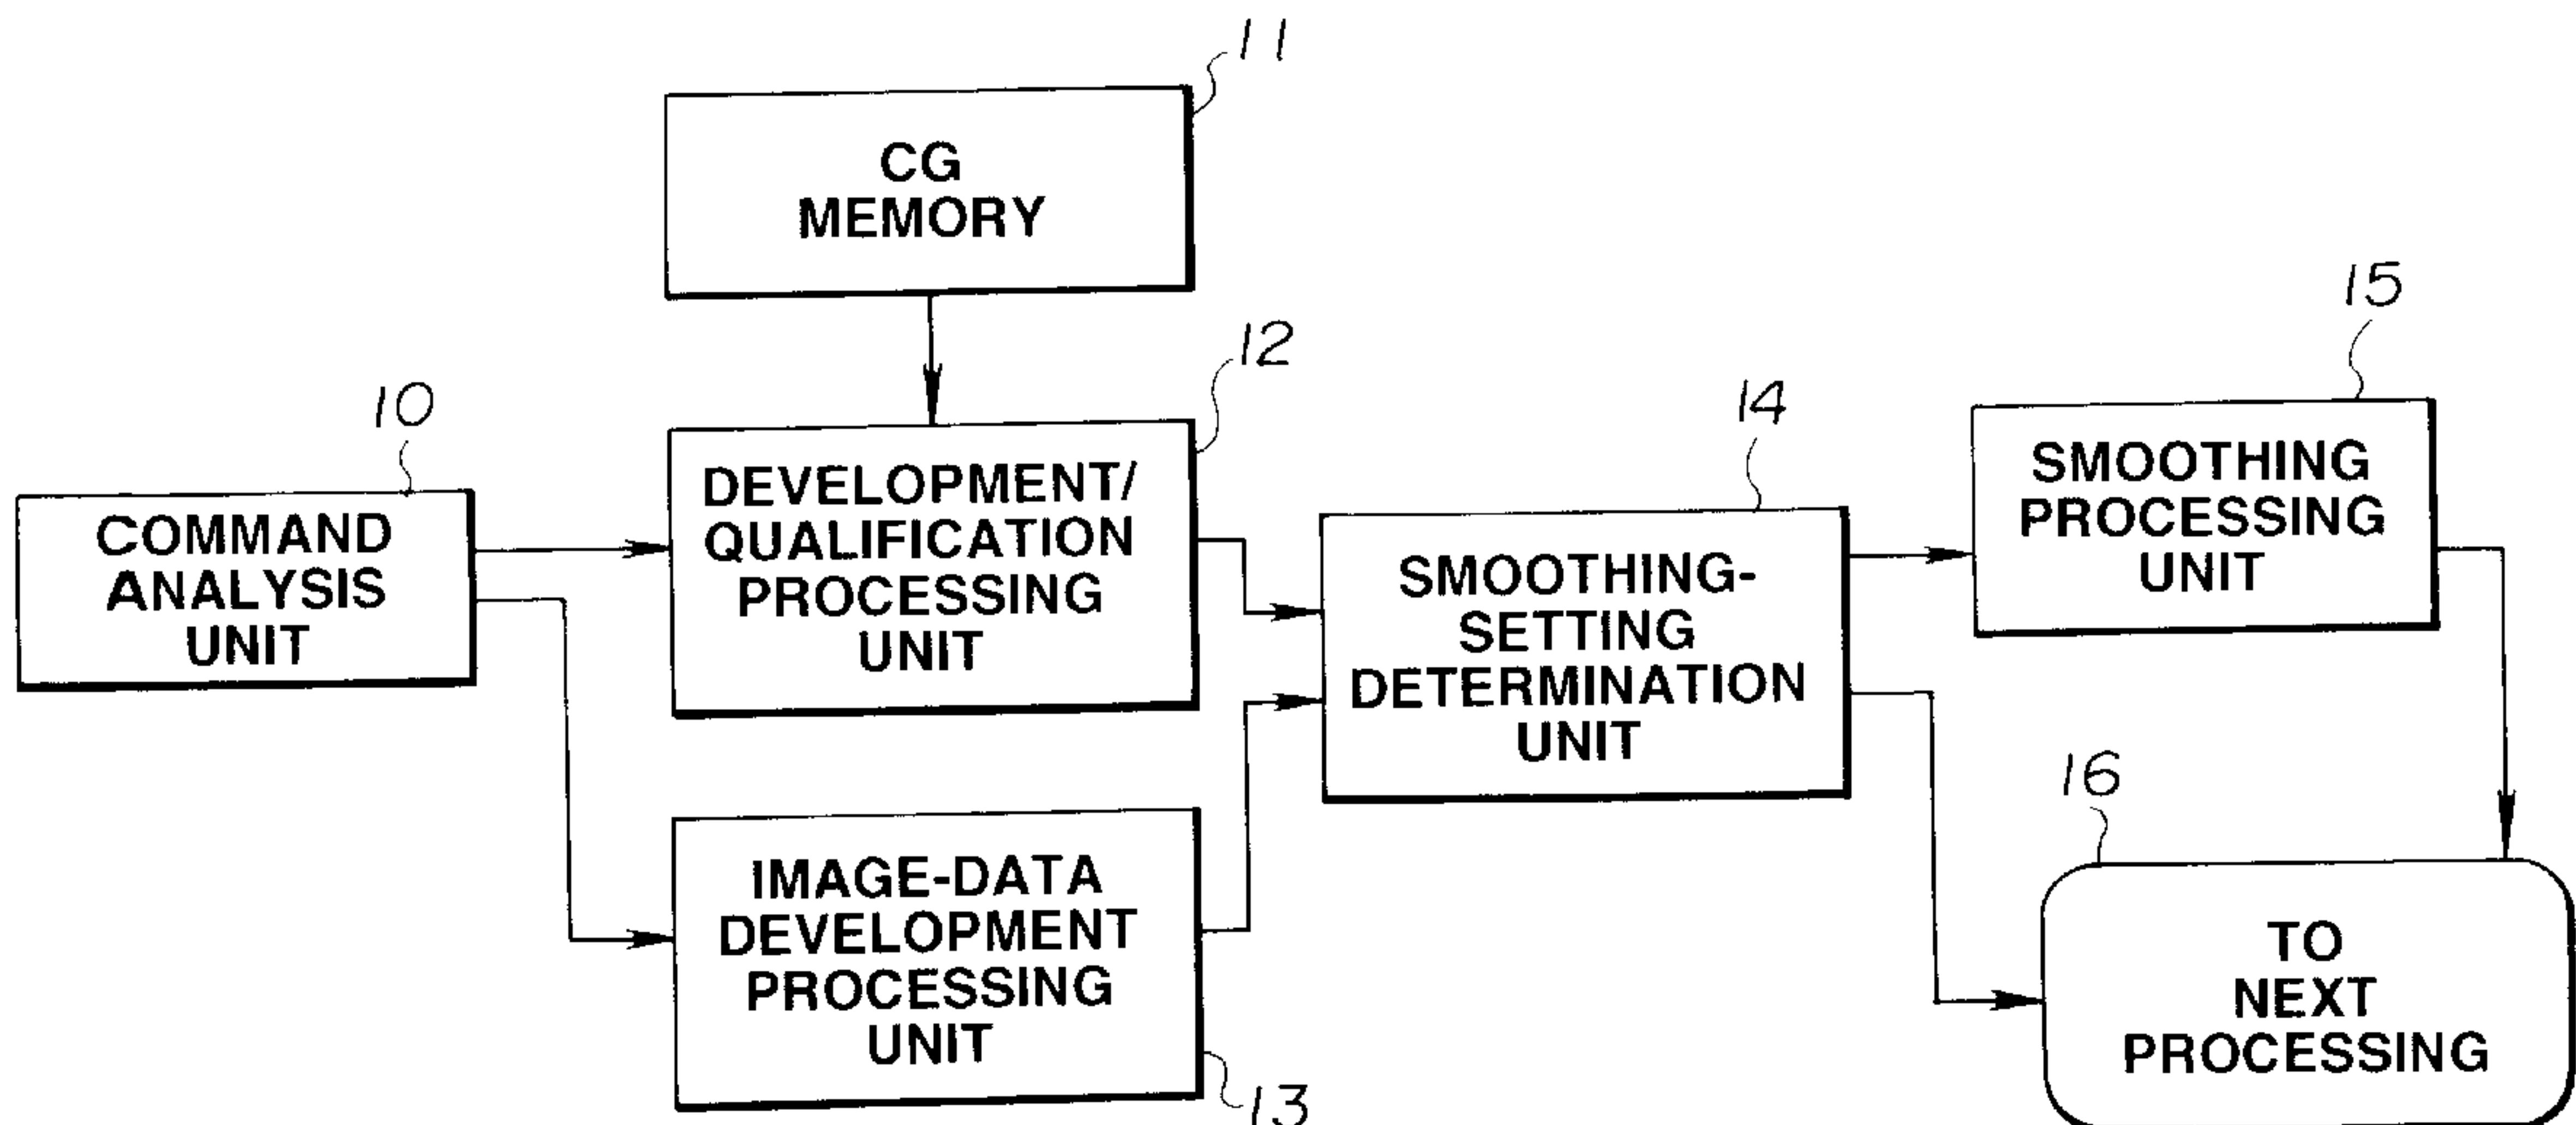 11
CG
MEMORY
12
10
COMMAND
ANALYSIS
UNIT
DEVELOPMENT/
QUALIFICATION
PROCESSING
UNIT
14
SMOOTHING-
SETTING
DETERMINATION
UNIT
15
SMOOTHING
PROCESSING
UNIT
IMAGE-DATA
DEVELOPMENT
PROCESSING
UNIT
13
16
TO
NEXT
PROCESSING